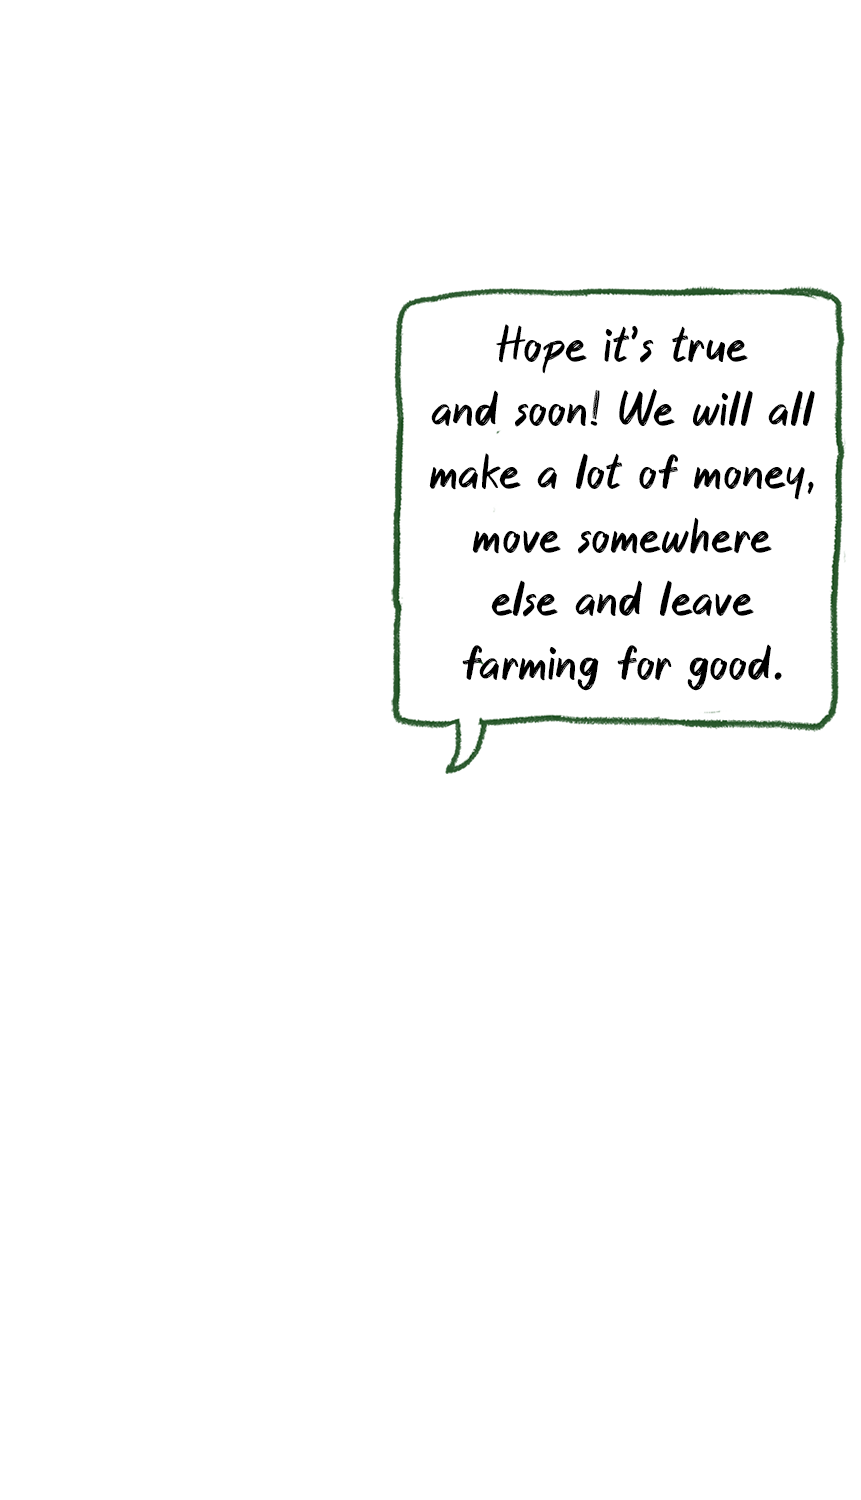 Hope it's true
and soon! We will all
make a lot of money,
move somewhere
else and leave
farming for good.